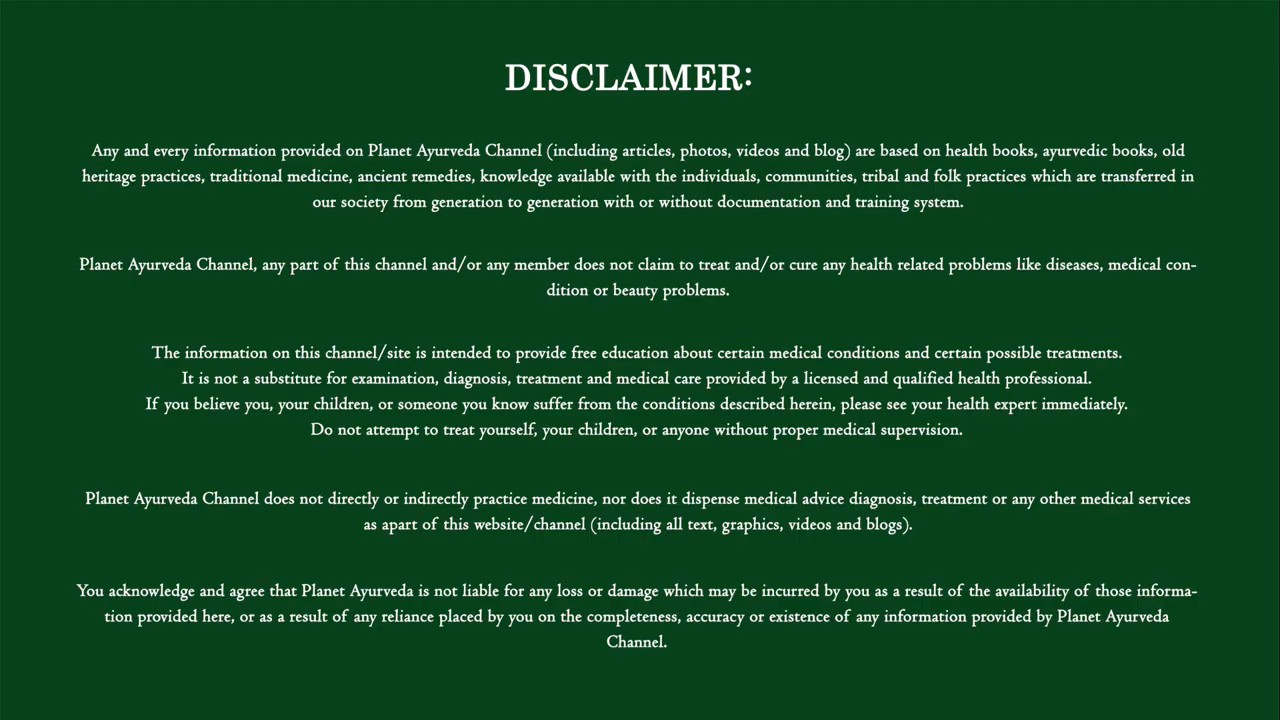 DISCLAIMER:
Any and every information provided on Planet Ayurveda Channel (including articles, photos, videos and blog) are based on health books, ayurvedic books, old
heritage practices, traditional medicine, ancient remedies, knowledge available with the individuals, communities, tribal and folk practices which are transferred in
our society from generation to generation with or without documentation and training system.
Planet Ayurveda Channel, any part of this channel and/or any member does not claim to treat and/or cure any health related problems like diseases, medical con-
dition or beauty problems.
The information on this channel/site is intended to provide free education about certain medical conditions and certain possible treatments.
It is not a substitute for examination, diagnosis, treatment and medical care provided by a licensed and qualified health professional.
If you believe you, your children, or someone you know suffer from the conditions described herein, please see your health expert immediately.
Do not attempt to treat yourself, your children, or anyone without proper medical supervision.
Planet Ayurveda Channel does not directly or indirectly practice medicine, nor does it dispense medical advice diagnosis, treatment or any other medical services
as apart of this website/channel (including all text, graphics, videos and blogs).
You acknowledge and agree that Planet Ayurveda is not liable for any loss or damage which may be incurred by you as a result of the availability of those informa-
tion provided here, or as a result of any reliance placed by you on the completeness, accuracy or existence of any information provided by Planet Ayurveda
Channel.